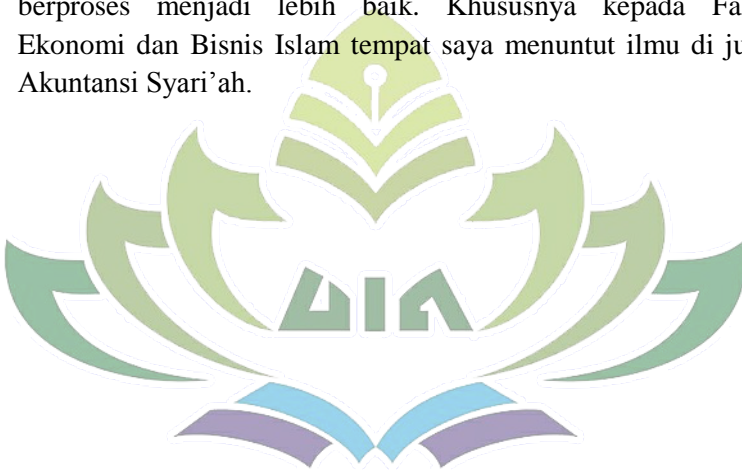 berproses menjadi lebih baik. Khususnya kepada Fa
Ekonomi dan Bisnis Islam tempat saya menuntut ilmu di ju
Akuntansi Syari’ah.
UIN